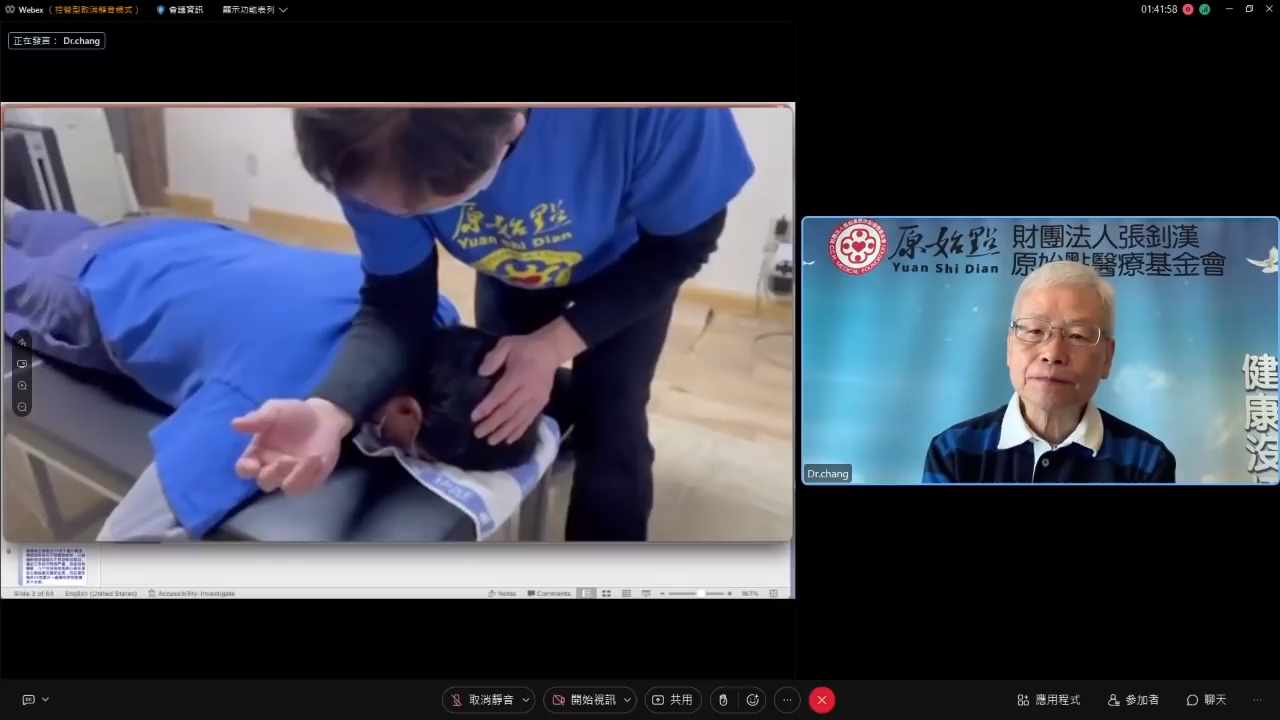 Webex
(控管型取消靜音模式)
會議資訊
顯示功能表列
01:41:58
正在發言： Dr.chang
原始點
Yuan Shi Dian
原始點
Yuan Shi Dian
財團法人張釗漢
原始點醫療基金會
健康沒
Dr.chang
Slide 2 of 64
English (United States)
Accessibility: Investigate
Notes
Comments
167%
取消靜音
開始視訊
共用
應用程式
參加者
聊天